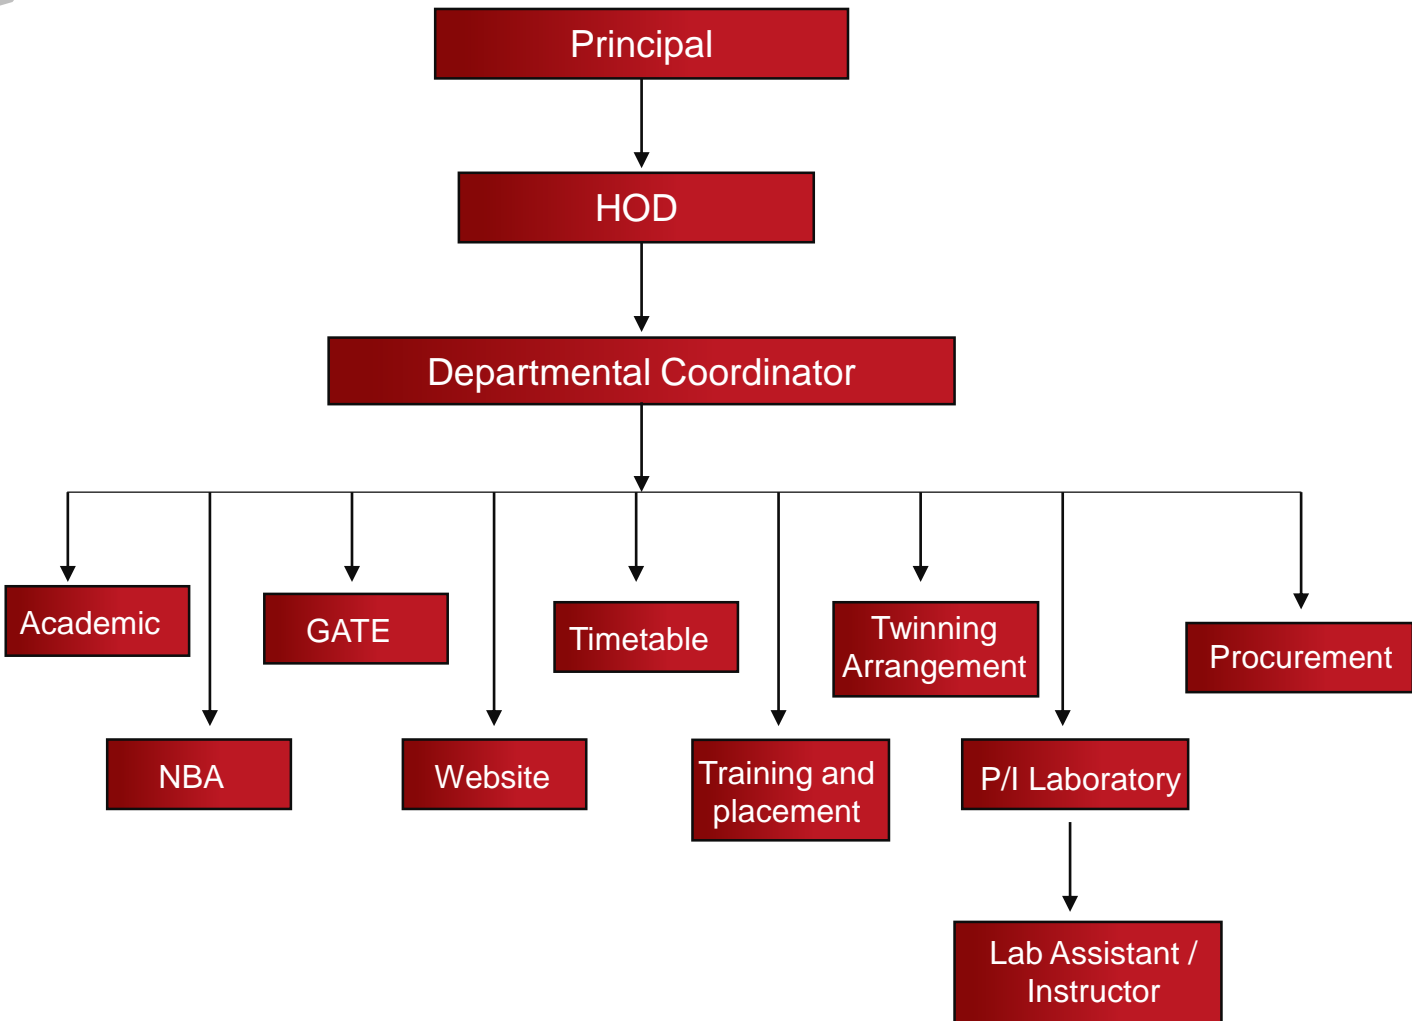 Principal
HOD
Departmental Coordinator
Academic
GATE
Timetable
Twinning
Arrangement
Procurement
NBA
Website
Training and
placement
P/I Laboratory
Lab Assistant /
Instructor